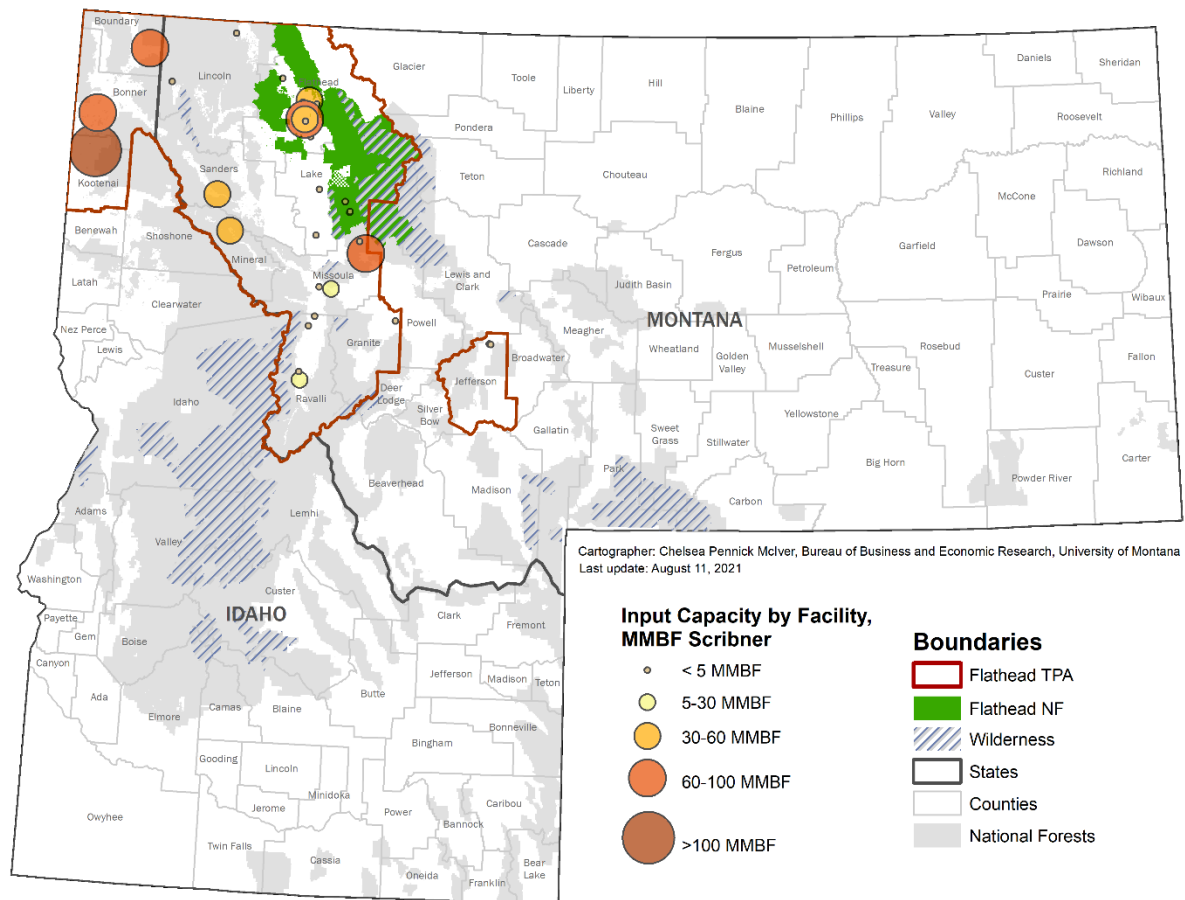 Boundary
Lincoln
Glacier
Toole
Liberty
Hill
Blaine
Phillips
Valley
Daniels
Sheridan
Roosevelt
Bonner
Pondera
Kootenai
Sanders
Lake
Teton
Chouteau
McCone
Richland
Benewah
Shoshone
Mineral
Missoula
Lewis and
Clark
Cascade
Fergus
Petroleum
Garfield
Dawson
Latah
Clearwater
Judith Basin
Prairie
Wibaux
Nez Perce
Lewis
Powell
Granite
Meagher
MONTANA
Broadwater
Wheatland
Golden
Valley
Musselshell
Rosebud
Treasure
Custer
Fallon
Idaho
Ravalli
Deer
Lodge
Silver
Bow
Jefferson
Gallatin
Sweet
Grass
Stillwater
Yellowstone
Big Horn
Powder River
Carter
Beaverhead
Madison
Park
Carbon
Adams
Valley
Lemhi
Washington
Custer
Payette
Gem
Boise
IDAHO
Canyon
Ada
Elmore
Camas
Blaine
Butte
Clark
Fremont
Jefferson
Madison
Teton
Bonneville
Bingham
Gooding
Lincoln
Minidoka
Jerome
Owyhee
Twin Falls
Cassia
Power
Bannock
Caribou
Oneida
Franklin
Bear
Lake
Cartographer: Chelsea Pennick McIver, Bureau of Business and Economic Research, University of Montana
Last update: August 11, 2021
Input Capacity by Facility,
MMBF Scribner
< 5 MMBF
5-30 MMBF
30-60 MMBF
60-100 MMBF
>100 MMBF
Boundaries
Flathead TPA
Flathead NF
Wilderness
States
Counties
National Forests